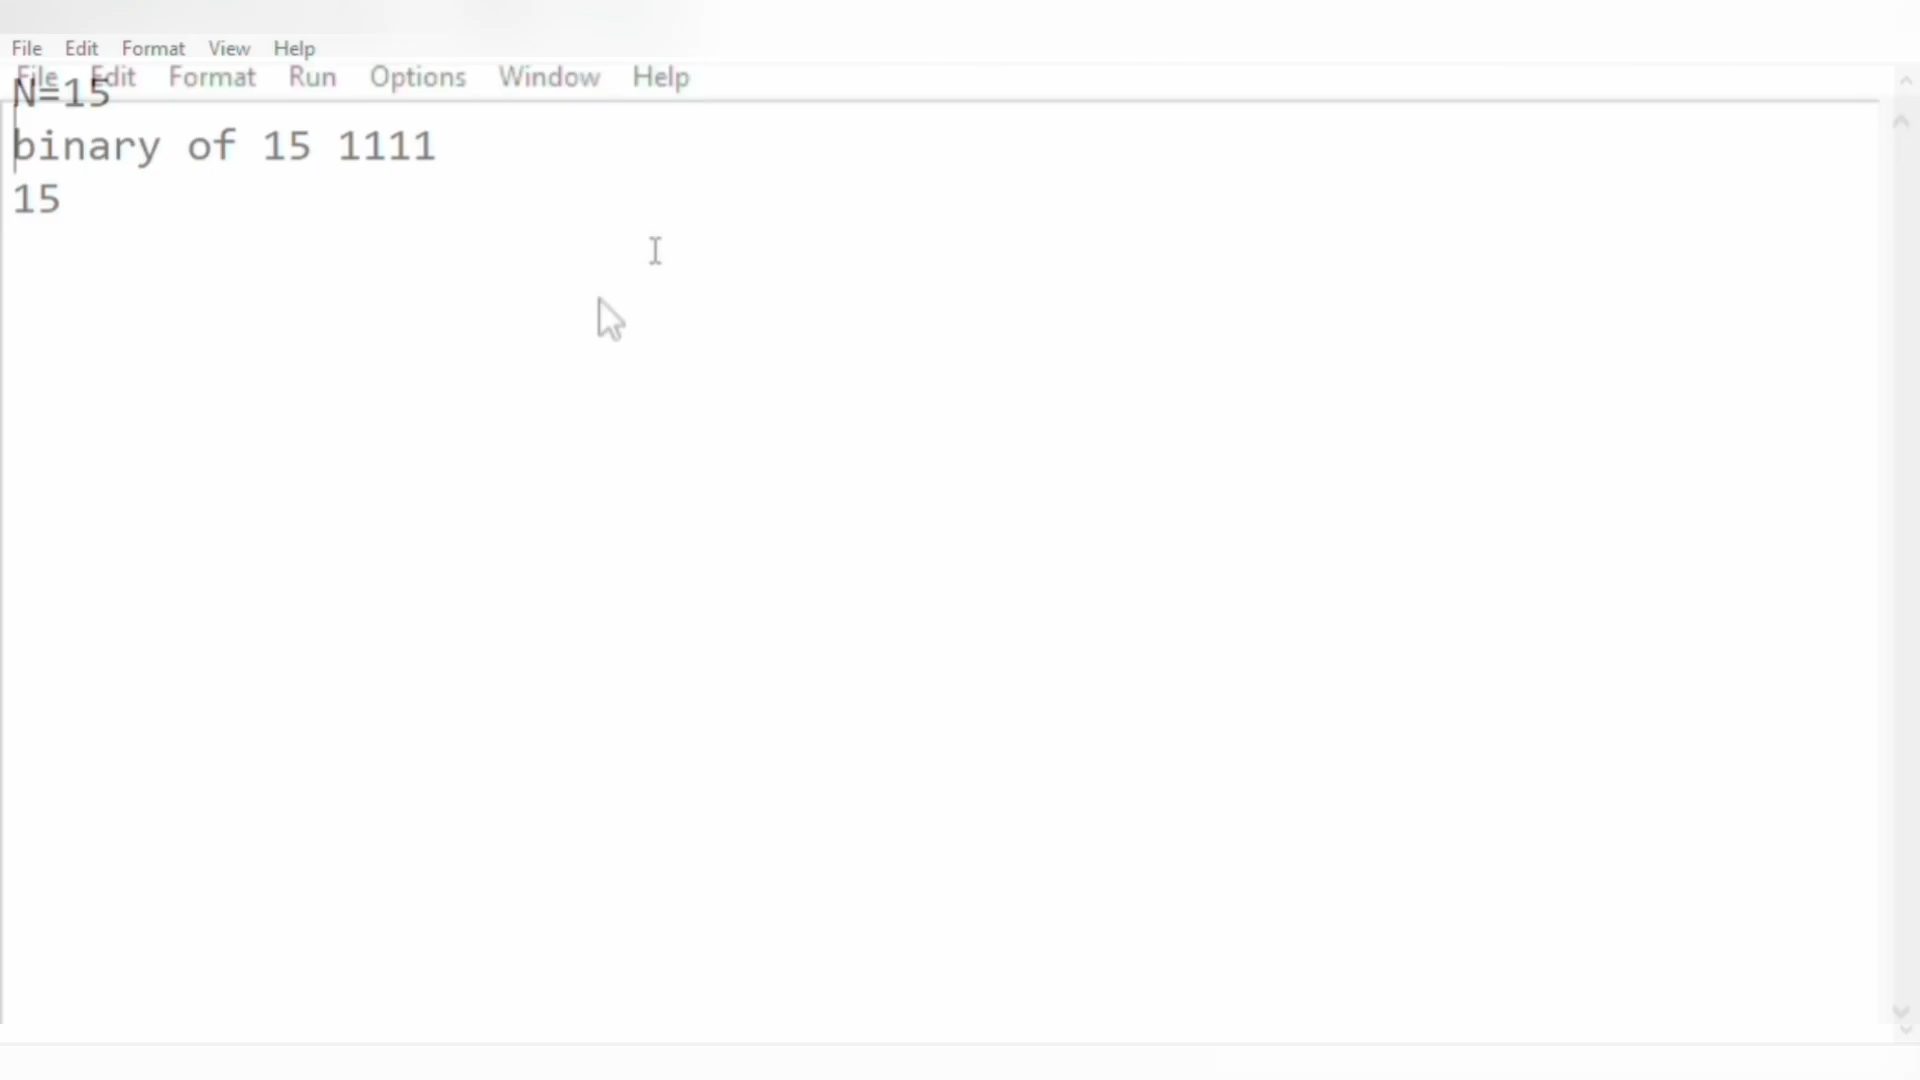 File Edit Format View Help
File Edit Format Run Options Window Help
N=15
binary of 15 1111
15